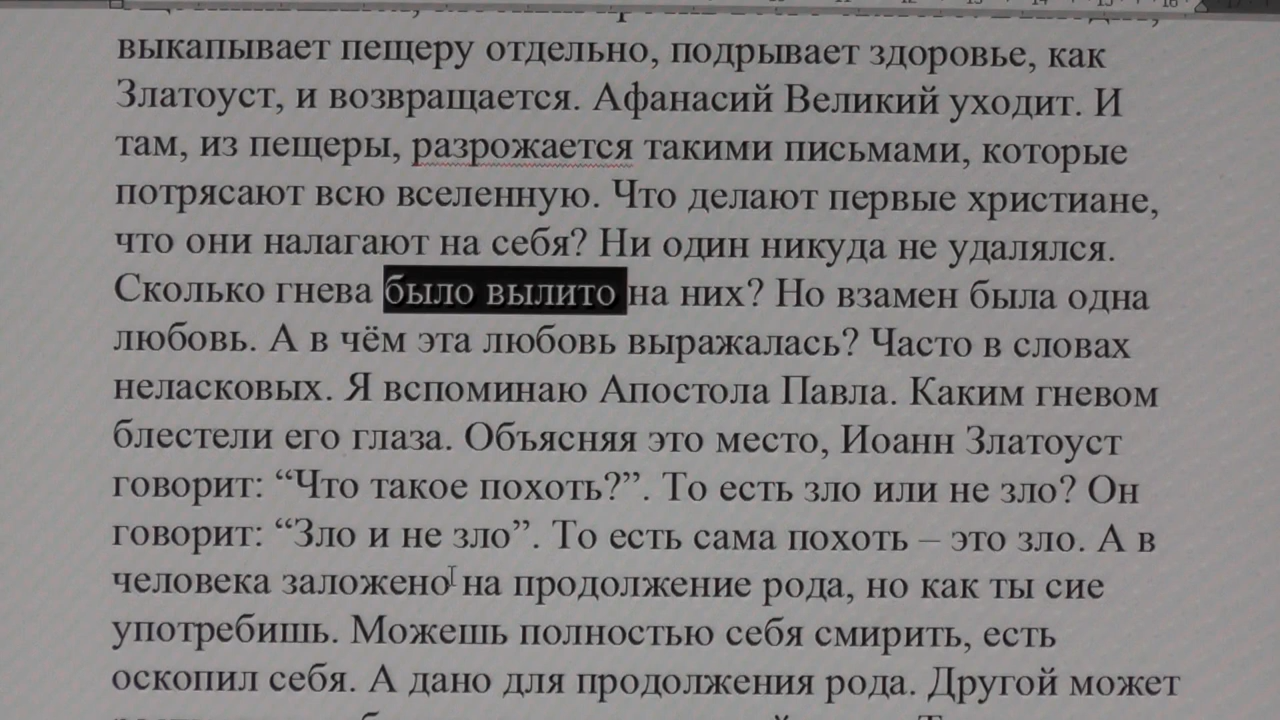 выкапывает пещеру отдельно, подрывает здоровье, как
Златоуст, и возвращается. Афанасий Великий уходит. И
там, из пещеры, разрожается такими письмами, которые
потрясают всю вселенную. Что делают первые христиане,
что они налагают на себя? Ни один никуда не удалялся.
Сколько гнева было вылито на них? Но взамен была одна
любовь. А в чём эта любовь выражалась? Часто в словах
неласковых. Я вспоминаю Апостола Павла. Каким гневом
блестели его глаза. Объясняя это место, Иоанн Златоуст
говорит: “Что такое похоть?”. То есть зло или не зло? Он
говорит: “Зло и не зло”. То есть сама похоть – это зло. А в
человека заложено на продолжение рода, но как ты сие
употребишь. Можешь полностью себя смирить, есть
оскопил себя. А дано для продолжения рода. Другой может